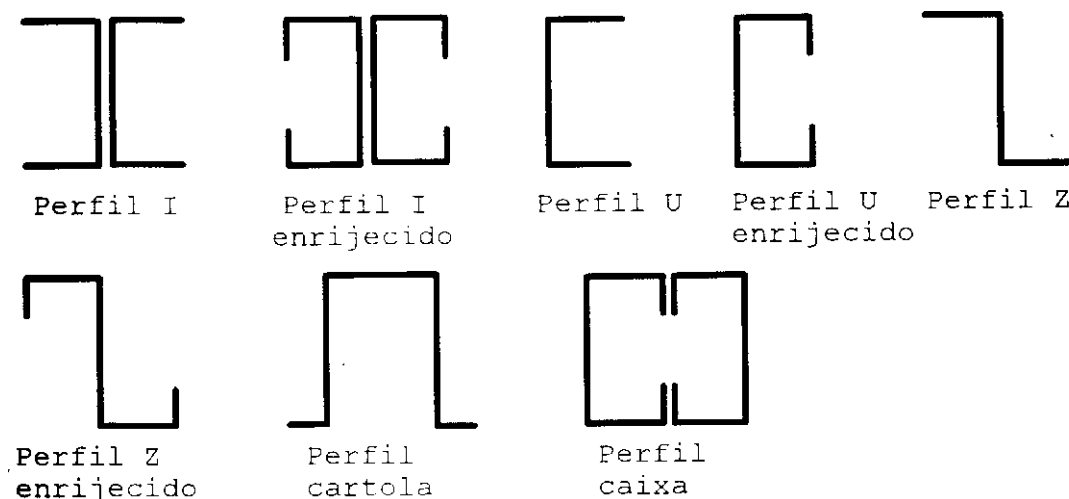 Perfil I
Perfil I
enrijecido
Perfil U
Perfil U
enrijecido
Perfil Z
Perfil Z
enrijecido
Perfil
cartola
Perfil
caixa